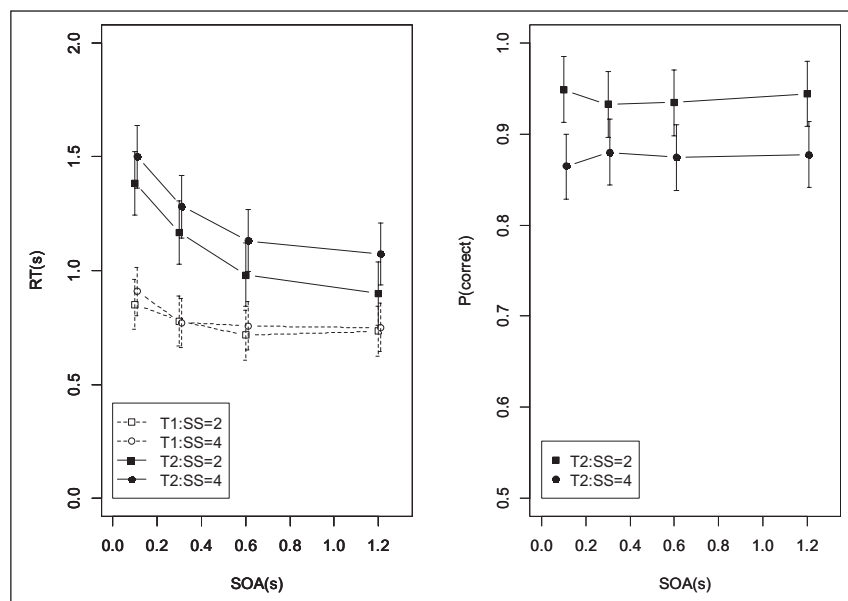 2.0
1.5
1.0
0.5
0.0
RT(s)
T1:SS=2
T1:SS=4
T2:SS=2
T2:SS=4
0.0 0.2 0.4 0.6 0.8 1.0 1.2
SOA(s)
1.0
0.9
0.8
0.7
0.6
0.5
P(correct)
T2:SS=2
T2:SS=4
0.0 0.2 0.4 0.6 0.8 1.0 1.2
SOA(s)